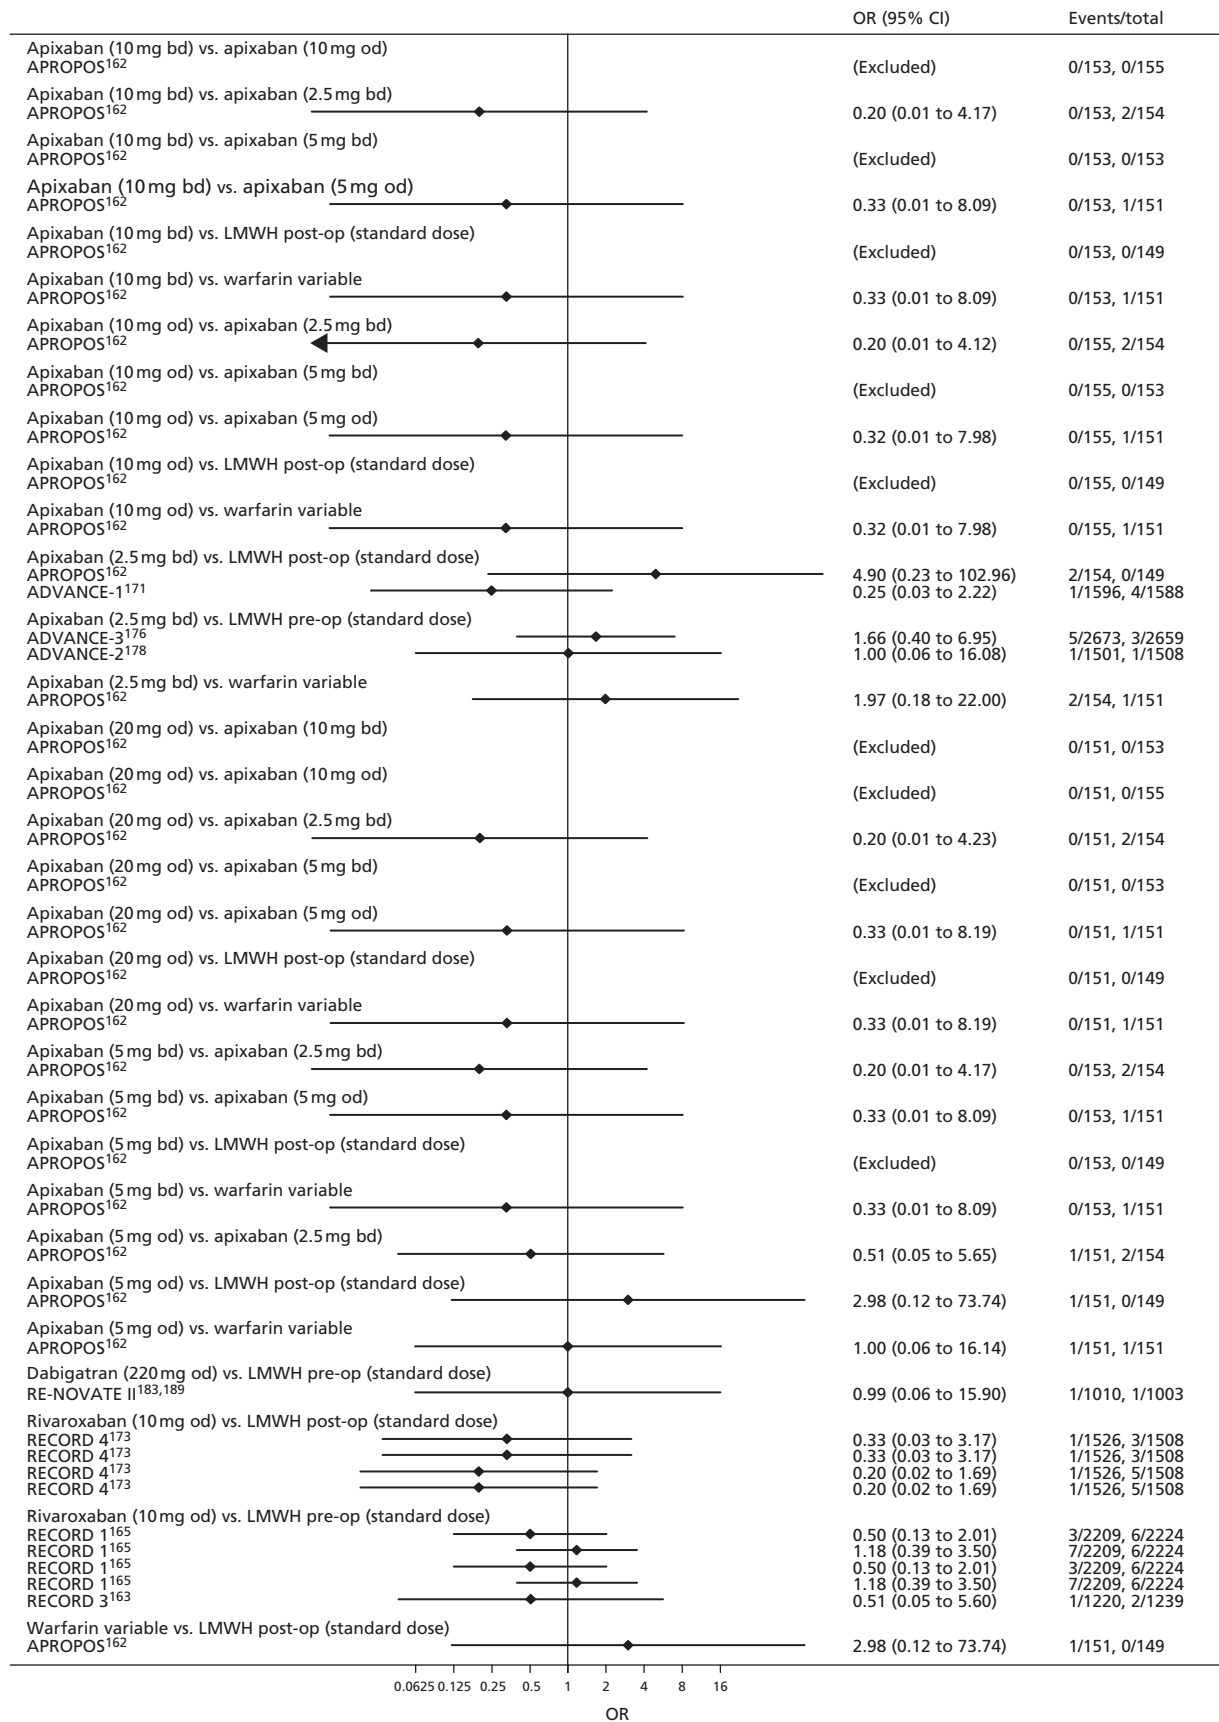 OR (95% CI) Events/total
Apixaban (10 mg bd) vs. apixaban (10 mg od)
APROPOS162 (Excluded) 0/153, 0/155
Apixaban (10 mg bd) vs. apixaban (2.5 mg bd)
APROPOS162 0.20 (0.01 to 4.17) 0/153, 2/154
Apixaban (10 mg bd) vs. apixaban (5 mg bd)
APROPOS162 (Excluded) 0/153, 0/153
Apixaban (10 mg bd) vs. apixaban (5 mg od)
APROPOS162 0.33 (0.01 to 8.09) 0/153, 1/151
Apixaban (10 mg bd) vs. LMWH post-op (standard dose)
APROPOS162 (Excluded) 0/153, 0/149
Apixaban (10 mg bd) vs. warfarin variable
APROPOS162 0.33 (0.01 to 8.09) 0/153, 1/151
Apixaban (10 mg od) vs. apixaban (2.5 mg bd)
APROPOS162 0.20 (0.01 to 4.12) 0/155, 2/154
Apixaban (10 mg od) vs. apixaban (5 mg bd)
APROPOS162 (Excluded) 0/155, 0/153
Apixaban (10 mg od) vs. apixaban (5 mg od)
APROPOS162 0.32 (0.01 to 7.98) 0/155, 1/151
Apixaban (10 mg od) vs. LMWH post-op (standard dose)
APROPOS162 (Excluded) 0/155, 0/149
Apixaban (10 mg od) vs. warfarin variable
APROPOS162 0.32 (0.01 to 7.98) 0/155, 1/151
Apixaban (2.5 mg bd) vs. LMWH post-op (standard dose)
APROPOS162 4.90 (0.23 to 102.96) 2/154, 0/149
ADVANCE-1171 0.25 (0.03 to 2.22) 1/1596, 4/1588
Apixaban (2.5 mg bd) vs. LMWH pre-op (standard dose)
ADVANCE-3176 1.66 (0.40 to 6.95) 5/2673, 3/2659
ADVANCE-2178 1.00 (0.06 to 16.08) 1/1501, 1/1508
Apixaban (2.5 mg bd) vs. warfarin variable
APROPOS162 1.97 (0.18 to 22.00) 2/154, 1/151
Apixaban (20 mg od) vs. apixaban (10 mg bd)
APROPOS162 (Excluded) 0/151, 0/153
Apixaban (20 mg od) vs. apixaban (10 mg od)
APROPOS162 (Excluded) 0/151, 0/155
Apixaban (20 mg od) vs. apixaban (2.5 mg bd)
APROPOS162 0.20 (0.01 to 4.23) 0/151, 2/154
Apixaban (20 mg od) vs. apixaban (5 mg bd)
APROPOS162 (Excluded) 0/151, 0/153
Apixaban (20 mg od) vs. apixaban (5 mg od)
APROPOS162 0.33 (0.01 to 8.19) 0/151, 1/151
Apixaban (20 mg od) vs. LMWH post-op (standard dose)
APROPOS162 (Excluded) 0/151, 0/149
Apixaban (20 mg od) vs. warfarin variable
APROPOS162 0.33 (0.01 to 8.19) 0/151, 1/151
Apixaban (5 mg bd) vs. apixaban (2.5 mg bd)
APROPOS162 0.20 (0.01 to 4.17) 0/153, 2/154
Apixaban (5 mg bd) vs. apixaban (5 mg od)
APROPOS162 0.33 (0.01 to 8.09) 0/153, 1/151
Apixaban (5 mg bd) vs. LMWH post-op (standard dose)
APROPOS162 (Excluded) 0/153, 0/149
Apixaban (5 mg bd) vs. warfarin variable
APROPOS162 0.33 (0.01 to 8.09) 0/153, 1/151
Apixaban (5 mg od) vs. apixaban (2.5 mg bd)
APROPOS162 0.51 (0.05 to 5.65) 1/151, 2/154
Apixaban (5 mg od) vs. LMWH post-op (standard dose)
APROPOS162 2.98 (0.12 to 73.74) 1/151, 0/149
Apixaban (5 mg od) vs. warfarin variable
APROPOS162 1.00 (0.06 to 16.14) 1/151, 1/151
Dabigatran (220 mg od) vs. LMWH pre-op (standard dose)
RE-NOVATE II183,189 0.99 (0.06 to 15.90) 1/1010, 1/1003
Rivaroxaban (10 mg od) vs. LMWH post-op (standard dose)
RECORD 4173 0.33 (0.03 to 3.17) 1/1526, 3/1508
RECORD 4173 0.33 (0.03 to 3.17) 1/1526, 3/1508
RECORD 4173 0.20 (0.02 to 1.69) 1/1526, 5/1508
RECORD 4173 0.20 (0.02 to 1.69) 1/1526, 5/1508
Rivaroxaban (10 mg od) vs. LMWH pre-op (standard dose)
RECORD 1165 0.50 (0.13 to 2.01) 3/2209, 6/2224
RECORD 1165 1.18 (0.39 to 3.50) 7/2209, 6/2224
RECORD 1165 0.50 (0.13 to 2.01) 3/2209, 6/2224
RECORD 1165 1.18 (0.39 to 3.50) 7/2209, 6/2224
RECORD 3163 0.51 (0.05 to 5.60) 1/1220, 2/1239
Warfarin variable vs. LMWH post-op (standard dose)
APROPOS162 2.98 (0.12 to 73.74) 1/151, 0/149
0.0625 0.125 0.25 0.5 1 2 4 8 16
OR